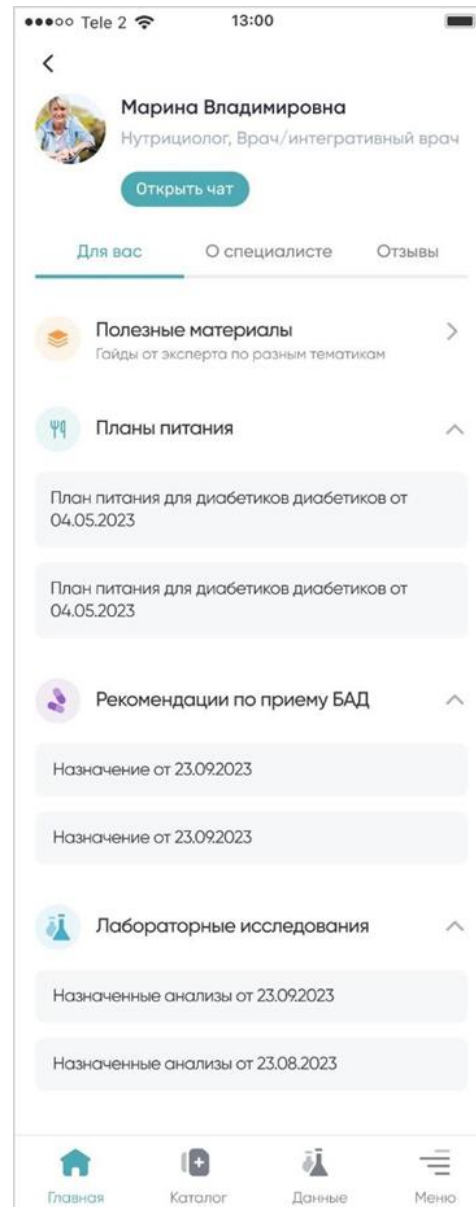 Tele 2 13:00
Марина Владимировна
Нутрициолог, Врач/интегративный врач
Открыть чат
Для вас О специалисте Отзывы
Полезные материалы
Гайды от эксперта по разным тематикам
Планы питания
План питания для диабетиков диабетиков от
04.05.2023
План питания для диабетиков диабетиков от
04.05.2023
Рекомендации по приему БАД
Назначение от 23.09.2023
Назначение от 23.09.2023
Лабораторные исследования
Назначенные анализы от 23.09.2023
Назначенные анализы от 23.08.2023
Главная Каталог Данные Меню